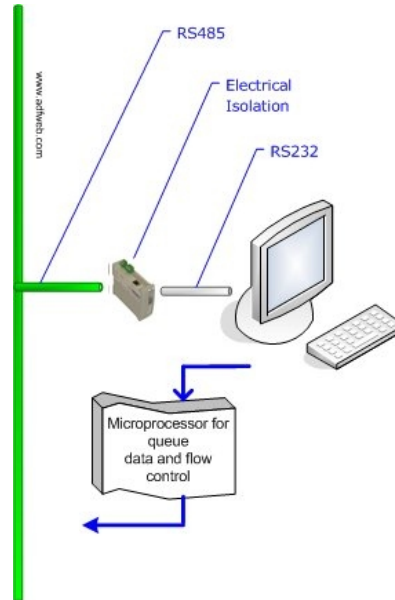 RS485
www.adfweb.com
Electrical
Isolation
RS232
Microprocessor for
queue
data and flow
control